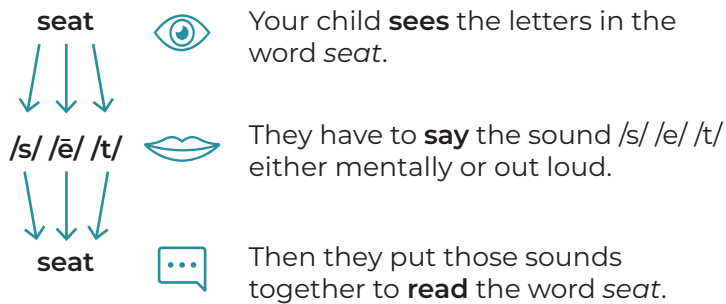 seat
Your child sees the letters in the
word seat.
/s/ /ē/ /t/
They have to say the sound /s/ /e/ /t/
either mentally or out loud.
seat
Then they put those sounds
together to read the word seat.